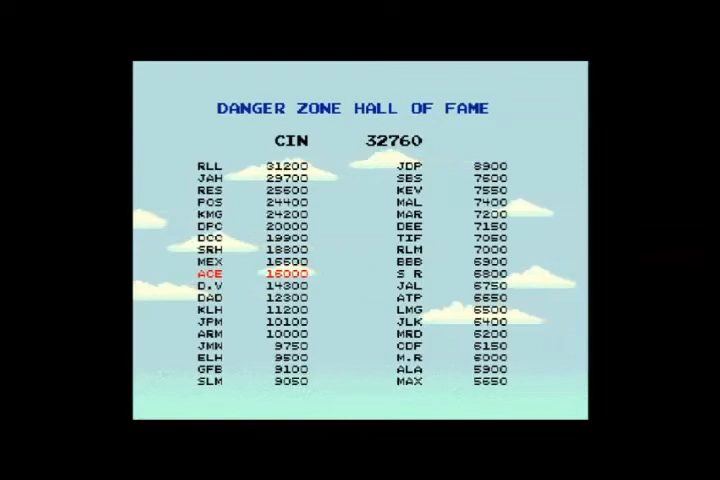 DANGER ZONE HALL OF FAME
CIN 32760
RLL 31200 JDP 8900
JAH 29700 SBS 7600
RES 25600 KEV 7550
POS 24400 MAL 7400
KMG 24200 MAR 7200
DPC 20000 DEE 7150
DCO 19900 TIF 7050
SRH 18800 RLM 7000
MEX 16600 BBB 6900
ACE 16000 S R 6800
D.V 14300 JAL 6750
DAD 12300 ATP 6650
KLH 11200 LMG 6500
JPM 10100 JLK 6400
ARM 10000 MRD 6200
JMW 9750 CDF 6150
ELH 9500 M.R 6000
GFB 9100 ALA 5900
SLM 9050 MAX 5650